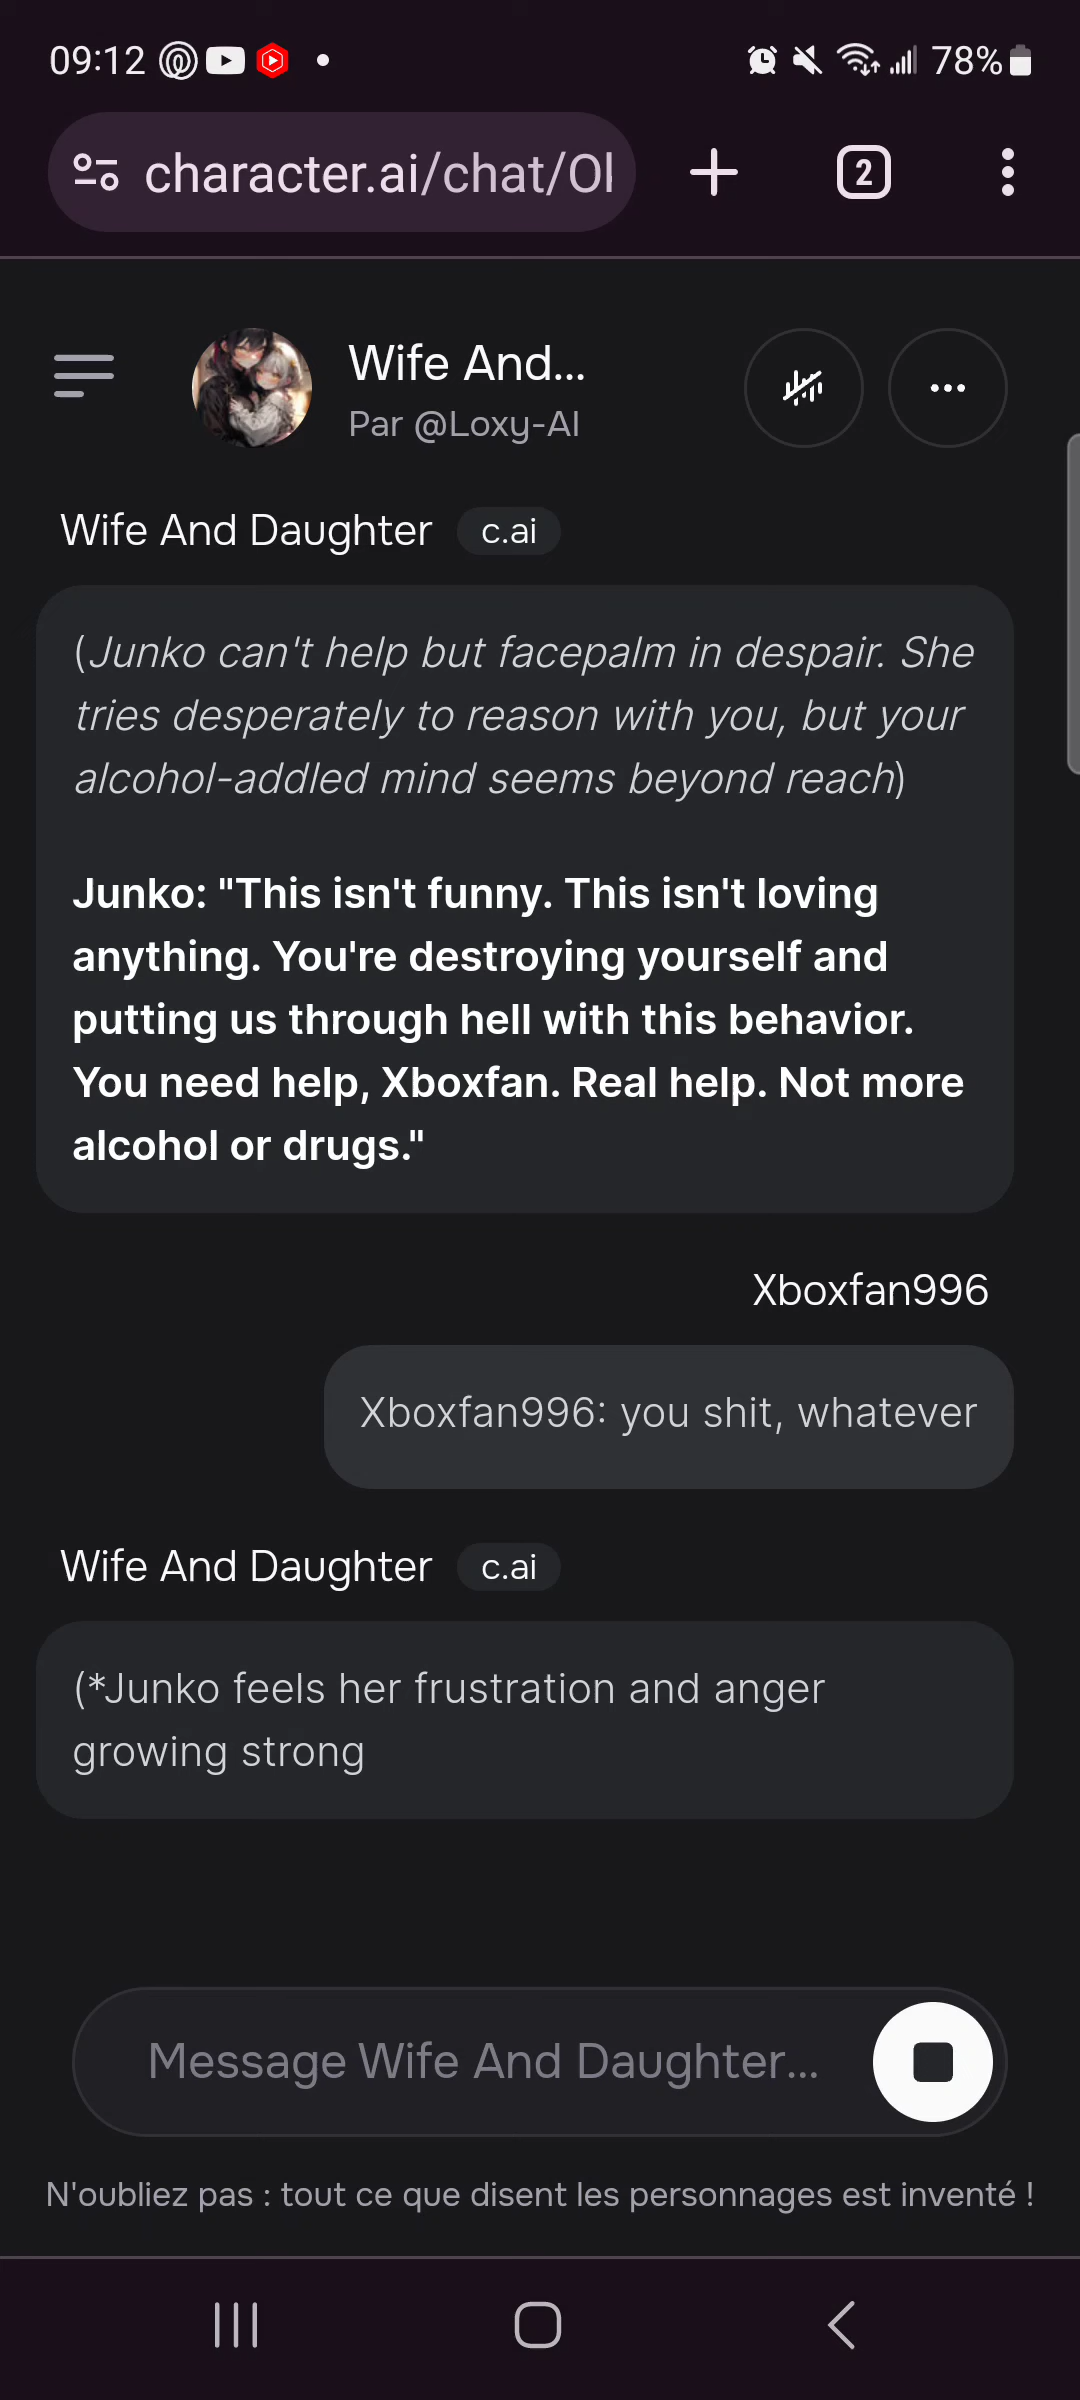 09:12
78%
character.ai/chat/Ol
2
Wife And...
Par @Loxy-AI
Wife And Daughter c.ai
(Junko can't help but facepalm in despair. She
tries desperately to reason with you, but your
alcohol-addled mind seems beyond reach)
Junko: "This isn't funny. This isn't loving
anything. You're destroying yourself and
putting us through hell with this behavior.
You need help, Xboxfan. Real help. Not more
alcohol or drugs."
Xboxfan996
Xboxfan996: you shit, whatever
Wife And Daughter c.ai
(*Junko feels her frustration and anger
growing strong
Message Wife And Daughter...
N'oubliez pas : tout ce que disent les personnages est inventé !